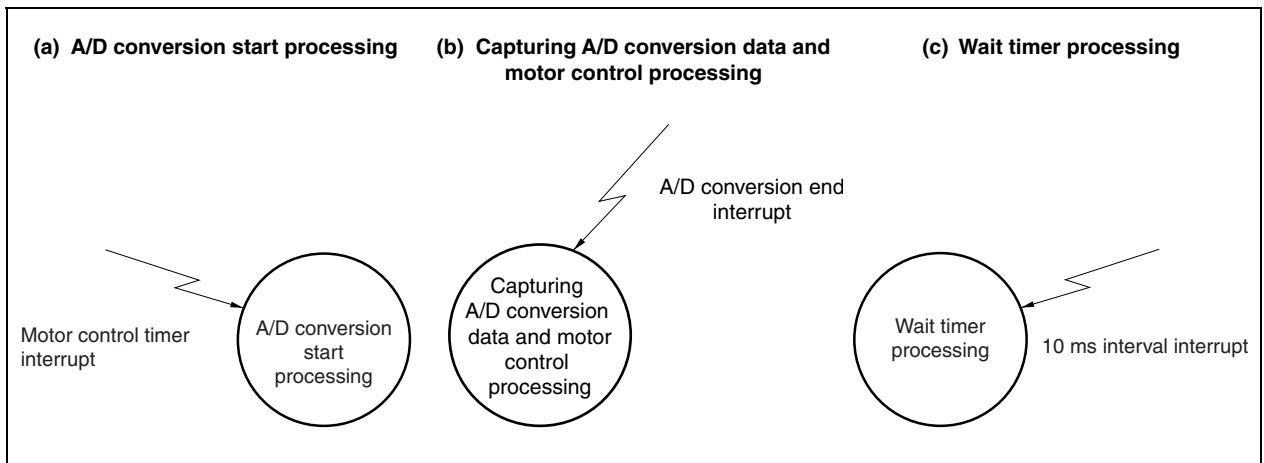 (a) A/D conversion start processing
(b) Capturing A/D conversion data and
motor control processing
(c) Wait timer processing
Motor control timer
interrupt
A/D conversion
start
processing
A/D conversion end
interrupt
Capturing
A/D conversion
data and motor
control
processing
Wait timer
processing
10 ms interval interrupt